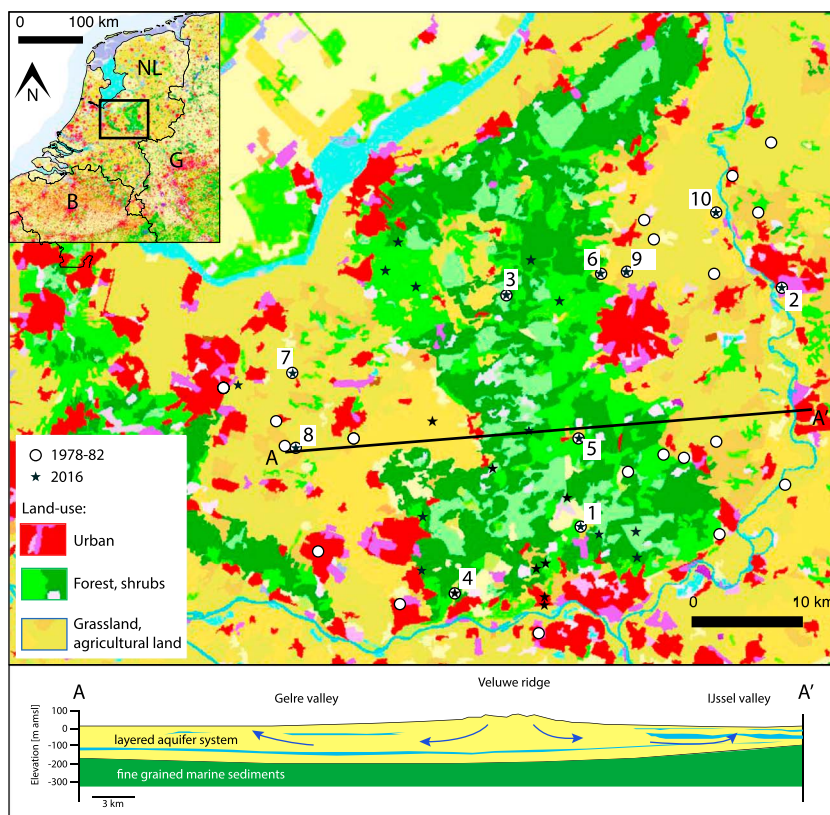 0 100 km
NL
N
G
B
10
6
9
3
2
7
A'
8
A
5
1978-82
2016
1
Land-use:
Urban
4
Forest, shrubs
0 10 km
Grassland,
agricultural land
A
Veluwe ridge
A'
Gelre valley
IJssel valley
Elevation [m amsl]
100
0
-100
-200
-300
layered aquifer system
fine grained marine sediments
3 km